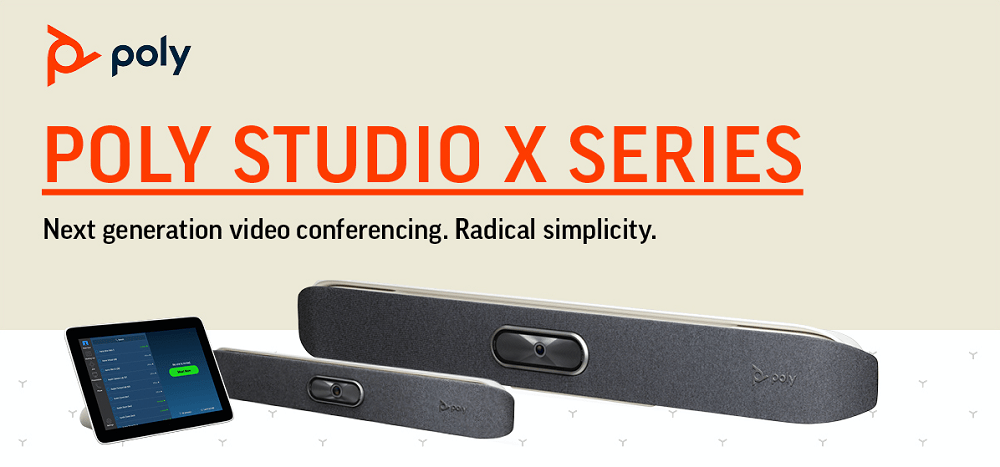 poly
POLY STUDIO X SERIES
Next generation video conferencing. Radical simplicity.
poly
poly